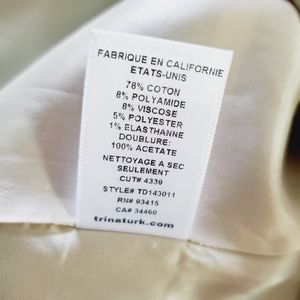 FABRIQUE EN CALIFORNIE
ETATS-UNIS
78% COTON
8% POLYAMIDE
8% VISCOSE
5% POLYESTER
1% ELASTHANNE
DOUBLURE:
100% ACETATE
NETTOYAGE A SEC
SEULEMENT
CUT# 4339
STYLE# TD143011
RN# 93415
CA# 34460
trinaturk.com